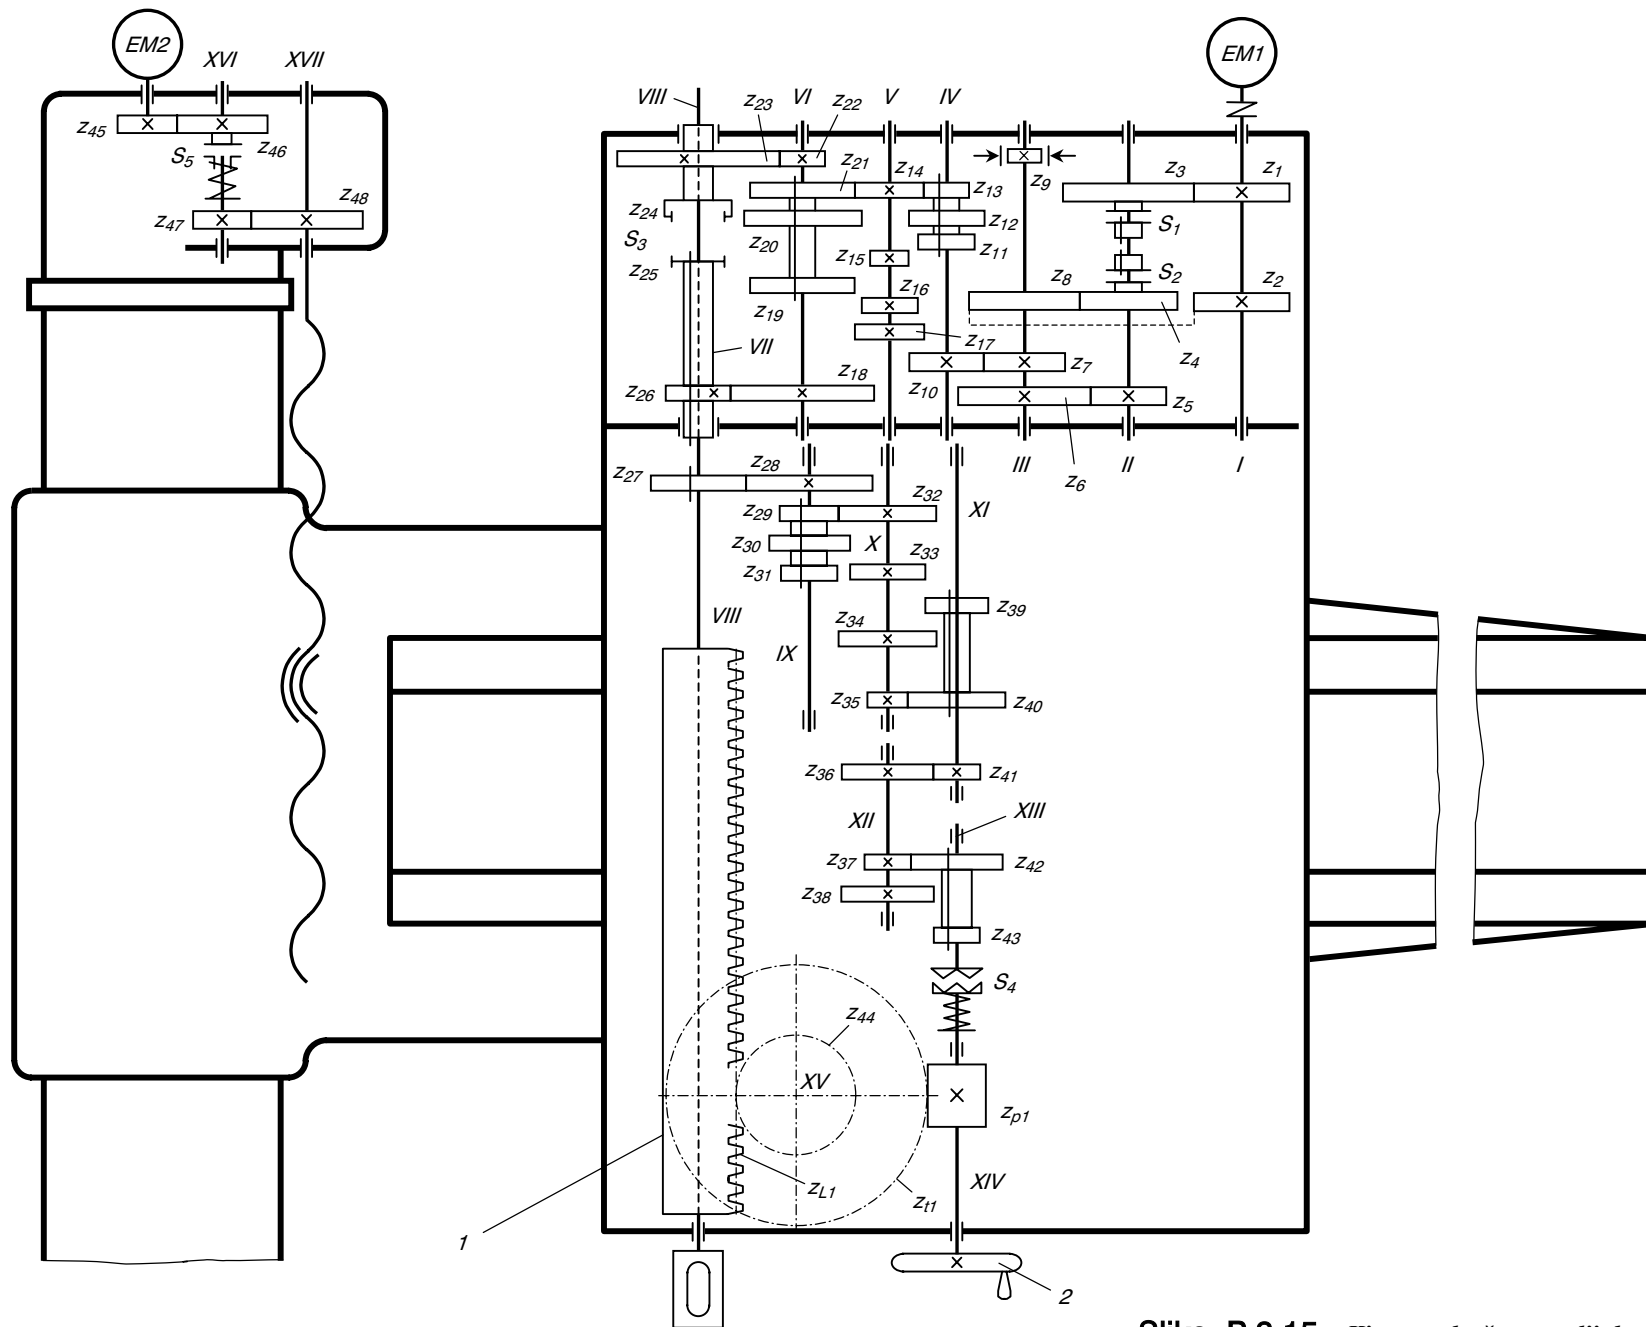 EM2 XVI XVII EM1
VIII z23 VI z22 V IV
z45 z46 S5 z21 z14 z13 z9 z3 z1
z47 z48 z24 S3 z20 z12 z11 S1
z25 z15 z8 S2 z2
z19 z16
VII z17 z4
z26 z18 z10 z7 z5
III z6 II I
z27 z28 z32 XI
z29 X z33
z30
z31
VIII z34 z39
IX
z35 z40
z36 z41
XII XIII
z37 z42
z38
z43
S4
z44
XV zp1
zL1 zt1 XIV
1 2